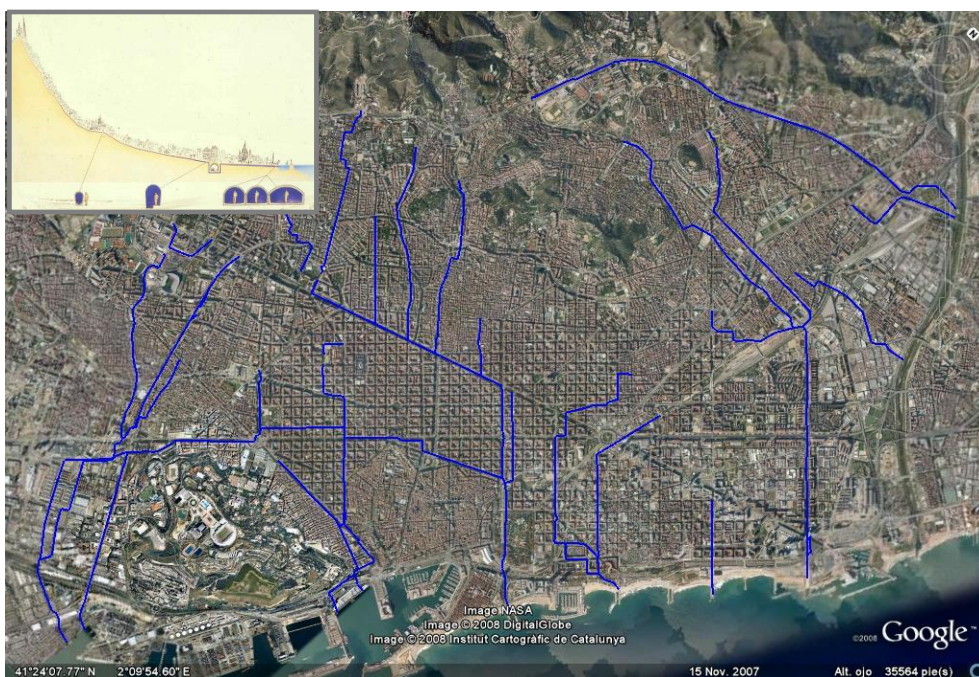 N
Image NASA
Image © 2008 DigitalGlobe
Image © 2008 Institut Cartogràfic de Catalunya
©2008 Google™
41°24'07.77" N 2°09'54.60" E 15 Nov. 2007 Alt. ojo 35564 pie(s)